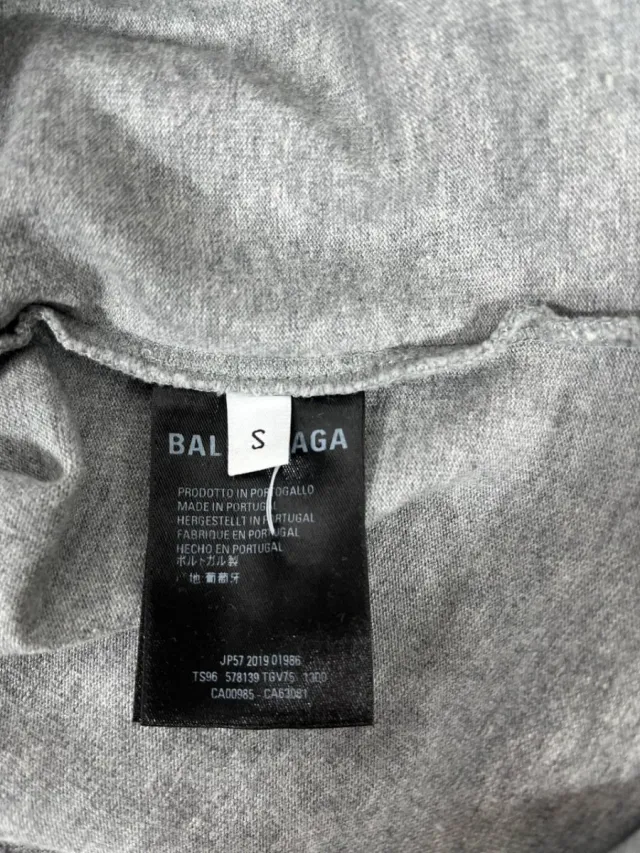 BAL AGA
S
PRODOTTO IN PORTOGALLO
MADE IN PORTUGAL
HERGESTELLT IN PORTUGAL
FABRIQUE EN PORTUGAL
HECHO EN PORTUGAL
ポルトガル製
地:葡萄牙
JP57 2019 01986
TS96 578139 TGV75 1300
CA00985 - CA63081